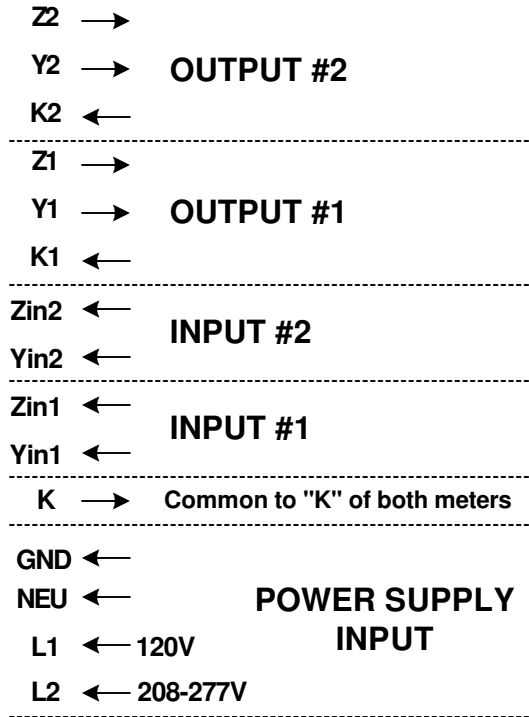 Z2
Y2 OUTPUT #2
K2
Z1
Y1 OUTPUT #1
K1
Zin2
INPUT #2
Yin2
Zin1
INPUT #1
Yin1
K Common to "K" of both meters
GND
NEU POWER SUPPLY
L1 120V INPUT
L2 208-277V